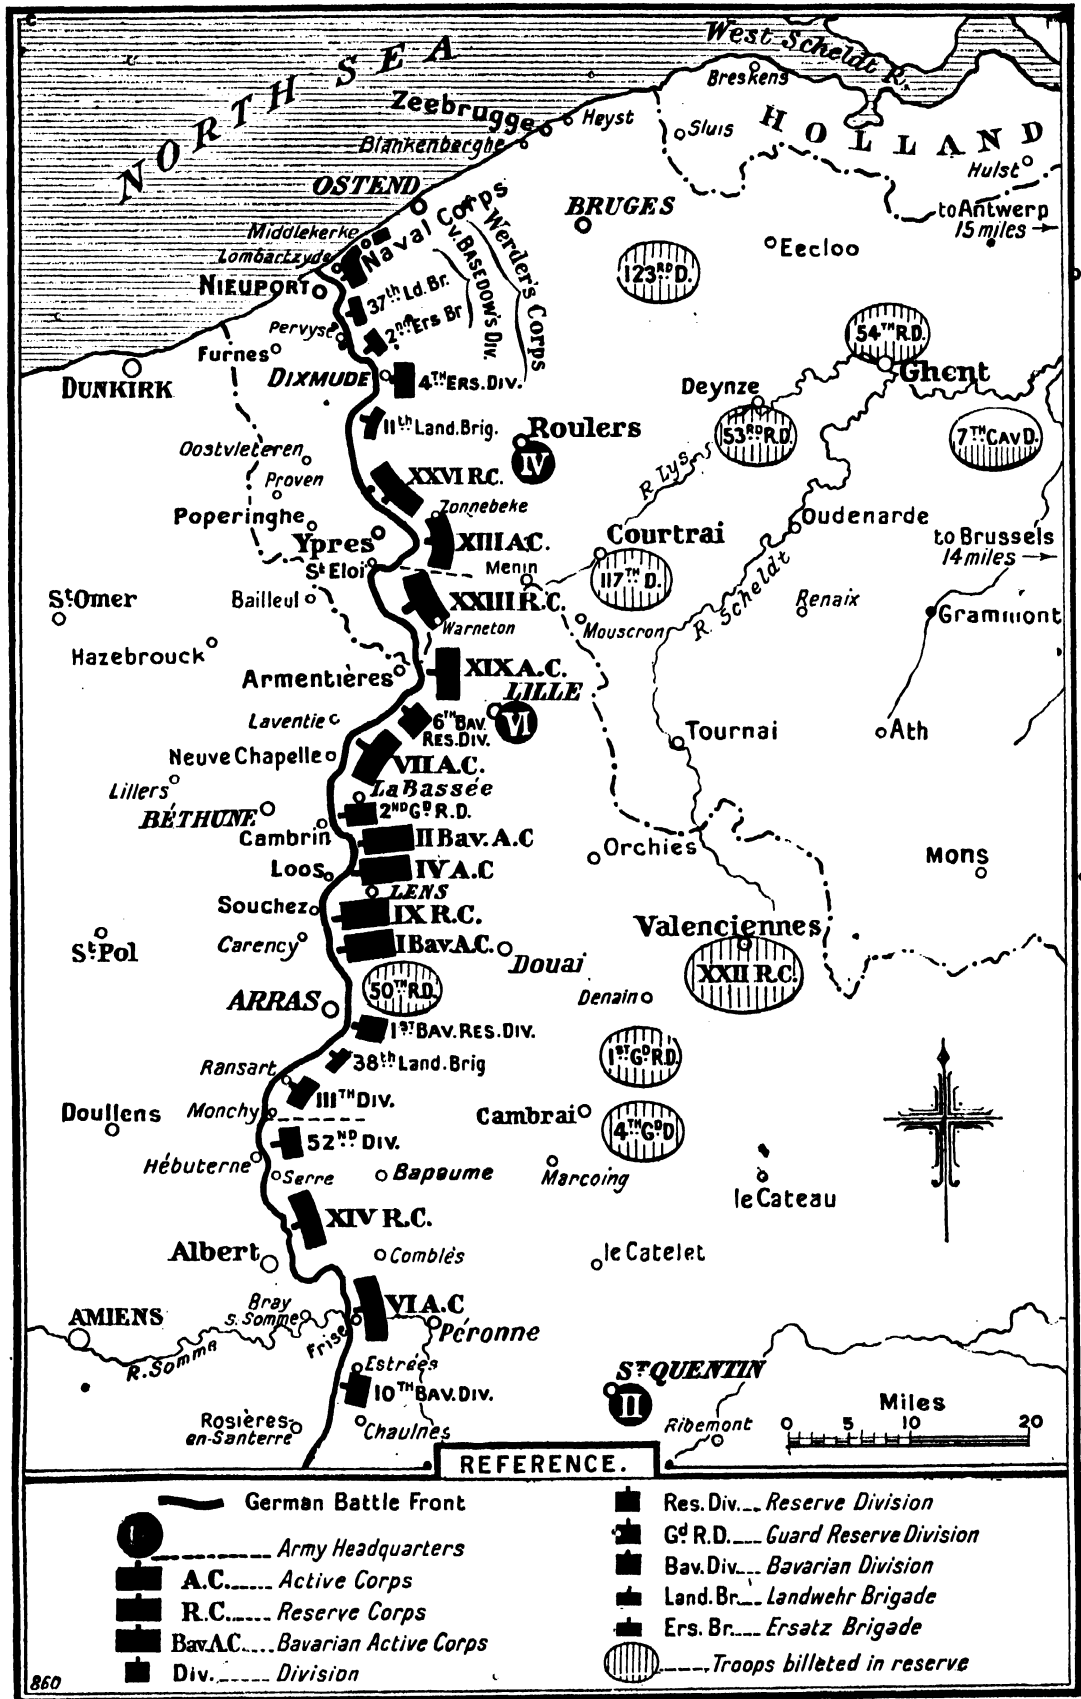 NORTH SEA
West Scheldt R.
Breskens
Zeebrugge
Heyst
Blankenberghe
Sluis
HOLLAND
Hulst
OSTEND
BRUGES
to Antwerp
15 miles
Eecloo
Middlekerke
Lombartzyde
Naval Corps
v. BASEDOW'S DIV.
Werder's Corps
123RD D.
NIEUPORT
37th Ld. Br.
2nd Ers Br
Pervyse
Furnes
54TH R.D.
Ghent
DUNKIRK
DIXMUDE
4TH ERS. DIV.
Deynze
11th Land. Brig.
Roulers
IV
53RD R.D.
7TH CAV D.
Oostvleteren
Proven
XXVI R.C.
R Lys
Zonnebeke
Poperinghe
Ypres
XIII A.C.
Courtrai
Oudenarde
to Brussels
14 miles
St Eloi
Menin
117TH D.
St Omer
Bailleul
XXIII R.C.
R. Scheldt
Renaix
Grammont
Warneton
Mouscron
Hazebrouck
Armentières
XIX A.C.
LILLE
VI
Laventie
6TH BAV.
RES. DIV.
Tournai
Ath
Neuve Chapelle
VII A.C.
Lillers
La Bassée
BÉTHUNE
2ND GD R.D.
Cambrin
II Bav. A.C
Orchies
Mons
Loos
IV A.C
LENS
Souchez
IX R.C.
Valenciennes
St Pol
Carency
I Bav. A.C.
Douai
XXII R.C.
50TH R.D.
Denain
ARRAS
1ST BAV. RES. DIV.
38th Land. Brig
1ST GD R.D.
Ransart
111TH DIV.
Doullens
Monchy
Cambrai
4TH GD D
52ND DIV.
Hébuterne
Serre
Bapaume
Marcoing
le Cateau
XIV R.C.
Albert
Comblès
le Catelet
Bray
s. Somme
VI A.C
AMIENS
Frise
Péronne
R. Somme
Estrées
10TH BAV. DIV.
ST QUENTIN
II
Rosières-
en-Santerre
Chaulnes
Ribemont
Miles
0 5 10 20
REFERENCE.
German Battle Front
Army Headquarters
A.C. Active Corps
R.C. Reserve Corps
Bav. A.C. Bavarian Active Corps
Div. Division
Res. Div. Reserve Division
Gd R.D. Guard Reserve Division
Bav. Div. Bavarian Division
Land. Br. Landwehr Brigade
Ers. Br. Ersatz Brigade
Troops billeted in reserve
860